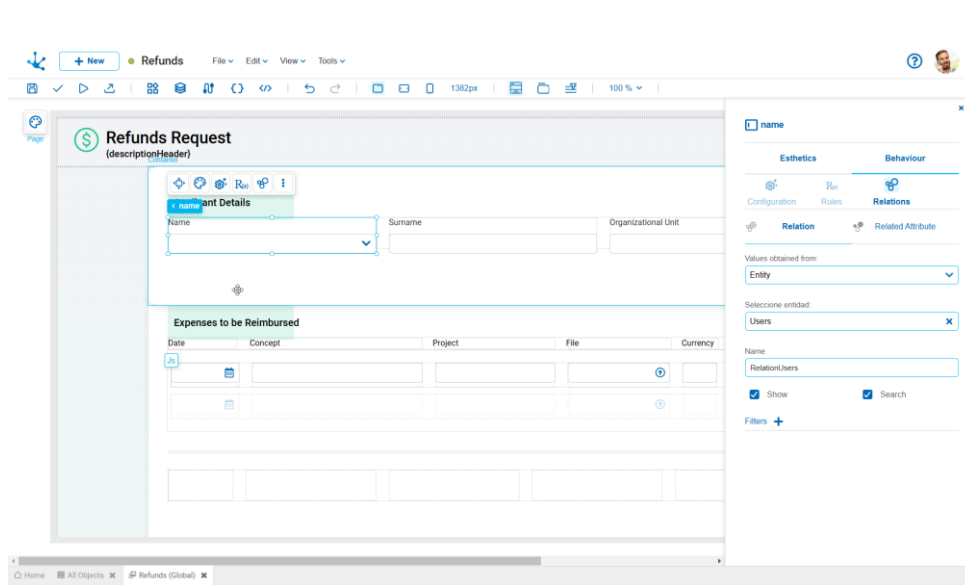 + New
Refunds
File
Edit
View
Tools
?
1382px
100 %
Page
$
Refunds Request
{descriptionHeader}
Container
name
ant Details
Name
Surname
Organizational Unit
Expenses to be Reimbursed
Date
Concept
Project
File
Currency
Js
name
Esthetics
Behaviour
Configuration
Rules
Relations
Relation
Related Attribute
Values obtained from:
Entity
Seleccione entidad:
Users
Name
RelationUsers
Show
Search
Filters +
Home
All Objects
Refunds (Global)